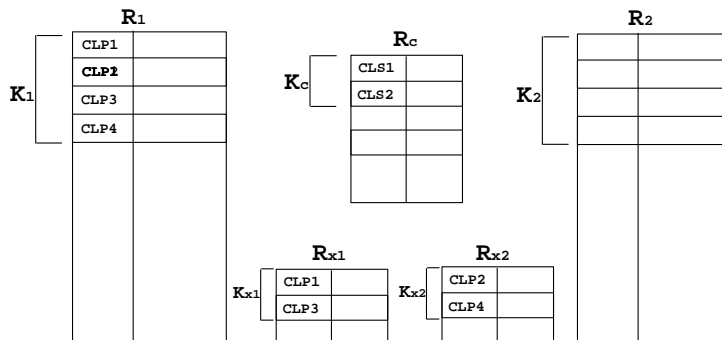 R1
CLP1
CLP2
CLP3
CLP4
K1
Rc
Kc
CLS1
CLS2
R2
K2
Rx1
Kx1
CLP1
CLP3
Rx2
Kx2
CLP2
CLP4